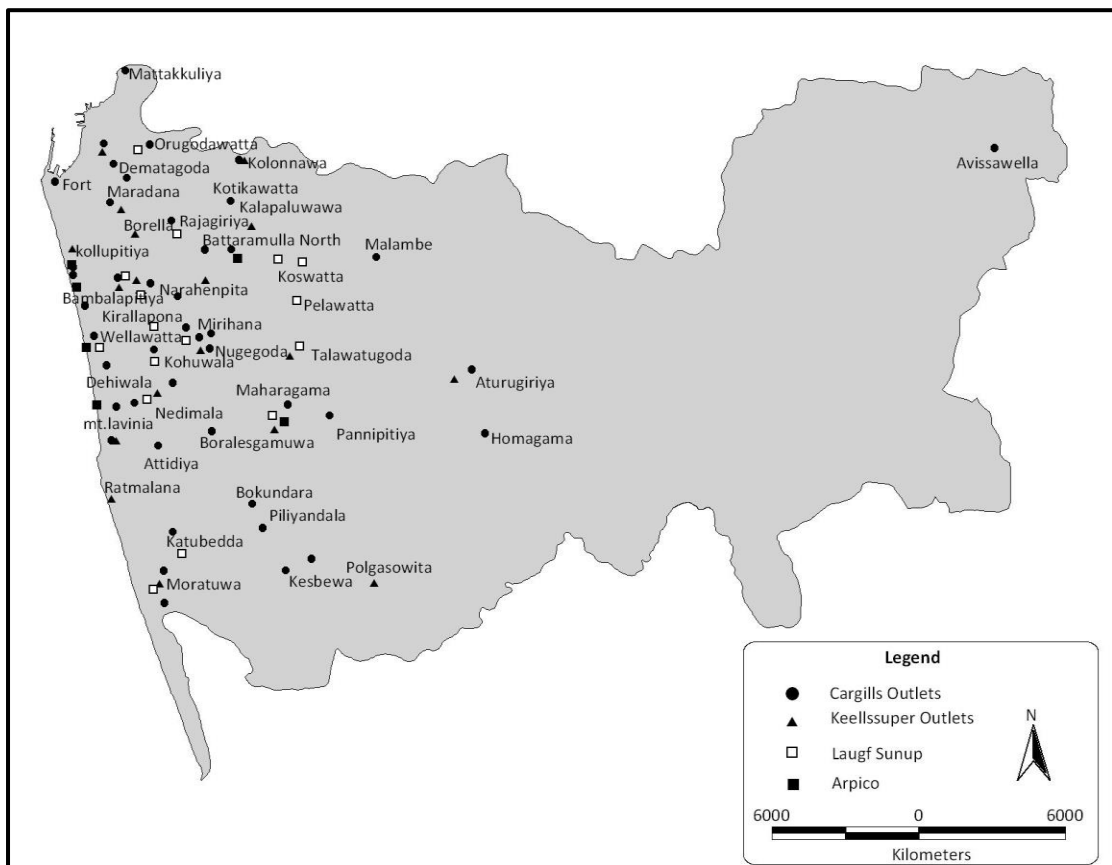 Mattakkuliya
Orugodawatta
Kolonnawa
Avissawella
Dematagoda
Fort
Maradana
Kotikawatta
Kalapaluwawa
Borella
Rajagiriya
kollupitiya
Battaramulla North
Malambe
Koswatta
Narahenpita
Bambalapitiya
Pelawatta
Kirallapona
Mirihana
Wellawatta
Nugegoda
Talawatugoda
Kohuwala
Dehiwala
Aturugiriya
Maharagama
Nedimala
mt.lavinia
Pannipitiya
Boralesgamuwa
Homagama
Attidiya
Ratmalana
Bokundara
Piliyandala
Katubedda
Polgasowita
Moratuwa
Kesbewa
Legend
Cargills Outlets
Keellssuper Outlets
Laugf Sunup
Arpico
N
6000 0 6000
Kilometers